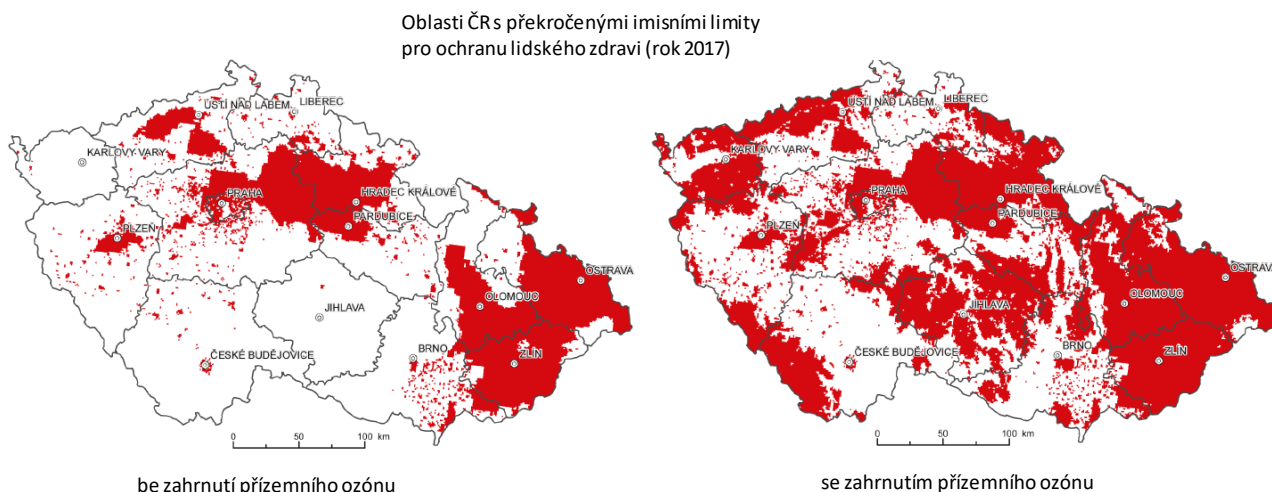 Oblasti ČR s překročenými imisními limity
pro ochranu lidského zdravi (rok 2017)
ÚSTÍ NAD LABEM
LIBEREC
KARLOVY VARY
PRAHA
HRADEC KRÁLOVÉ
PARDUBICE
PLZEŇ
OSTRAVA
OLOMOUC
JIHLAVA
BRNO
ČESKÉ BUDĚJOVICE
ZLÍN
0 50 100 km
be zahrnutí přízemního ozónu
ÚSTÍ NAD LABEM
LIBEREC
KARLOVY VARY
PRAHA
HRADEC KRÁLOVÉ
PARDUBICE
PLZEŇ
OSTRAVA
OLOMOUC
JIHLAVA
BRNO
ČESKÉ BUDĚJOVICE
ZLÍN
0 50 100
km
se zahrnutím přízemního ozónu